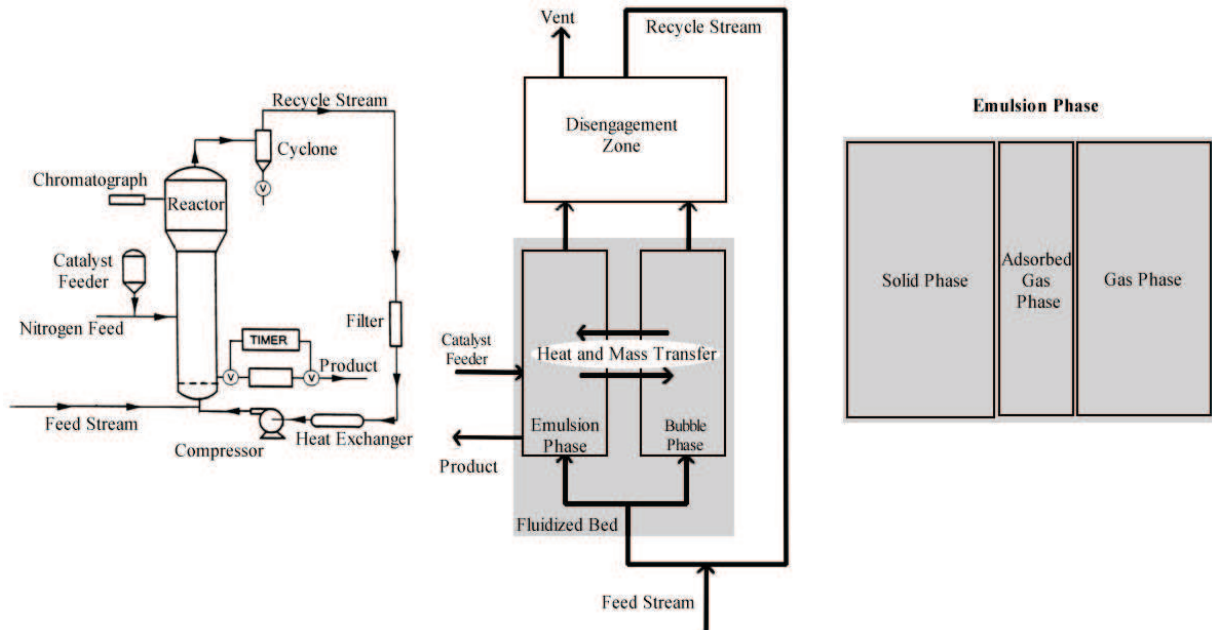 Recycle Stream
Cyclone
V
Chromatograph
Reactor
Catalyst
Feeder
Nitrogen Feed
Filter
TIMER
Product
V
V
Feed Stream
Heat Exchanger
Compressor
Vent
Recycle Stream
Disengagement
Zone
Catalyst
Feeder
Heat and Mass Transfer
Emulsion
Phase
Bubble
Phase
Product
Fluidized Bed
Feed Stream
Emulsion Phase
Solid Phase
Adsorbed
Gas
Phase
Gas Phase